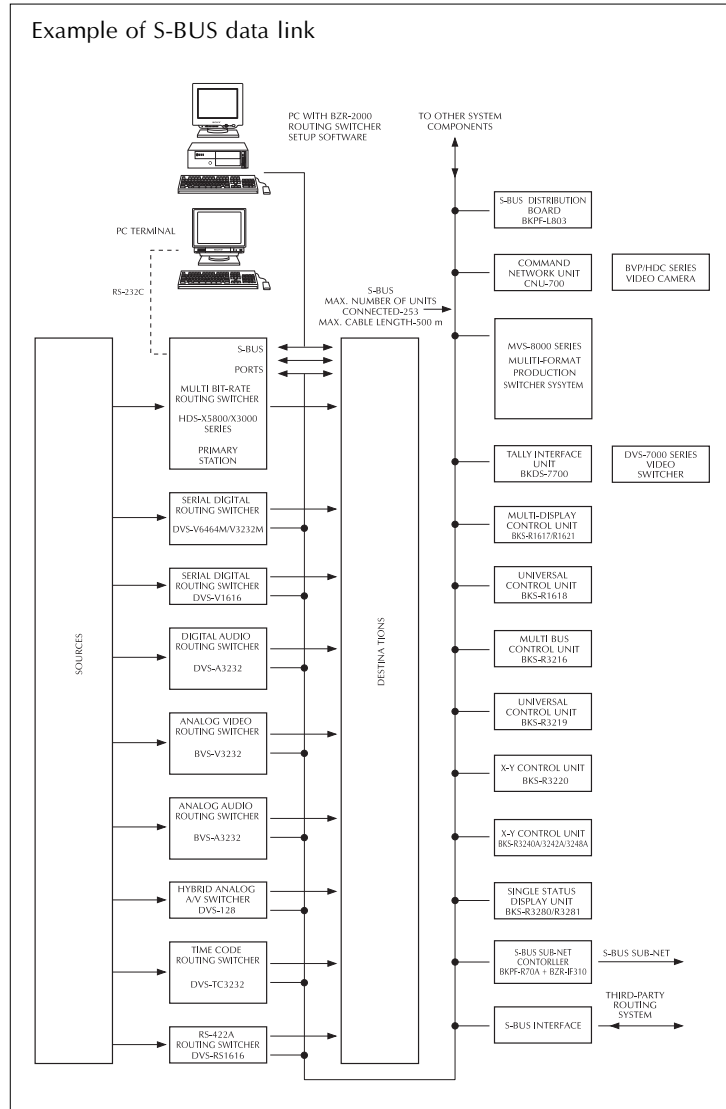 Example of S-BUS data link
PC WITH BZR-2000
ROUTING SWITCHER
SETUP SOFTWARE
TO OTHER SYSTEM
COMPONENTS
PC TERMINAL
RS-232C
S-BUS
MAX. NUMBER OF UNITS
CONNECTED-253
MAX. CABLE LENGTH-500 m
SOURCES
S-BUS
PORTS
MULTI BIT-RATE
ROUTING SWITCHER
HDS-X5800/X3000
SERIES
PRIMARY
STATION
SERIAL DIGITAL
ROUTING SWITCHER
DVS-V6464M/V3232M
SERIAL DIGITAL
ROUTING SWITCHER
DVS-V1616
DIGITAL AUDIO
ROUTING SWITCHER
DVS-A3232
ANALOG VIDEO
ROUTING SWITCHER
BVS-V3232
ANALOG AUDIO
ROUTING SWITCHER
BVS-A3232
HYBRID ANALOG
A/V SWITCHER
DVS-128
TIME CODE
ROUTING SWITCHER
DVS-TC3232
RS-422A
ROUTING SWITCHER
DVS-RS1616
DESTINATIONS
S-BUS DISTRIBUTION
BOARD
BKPF-L803
COMMAND
NETWORK UNIT
CNU-700
BVP/HDC SERIES
VIDEO CAMERA
MVS-8000 SERIES
MULITI-FORMAT
PRODUCTION
SWITCHER SYSYTEM
TALLY INTERFACE
UNIT
BKDS-7700
DVS-7000 SERIES
VIDEO
SWITCHER
MULTI-DISPLAY
CONTROL UNIT
BKS-R1617/R1621
UNIVERSAL
CONTROL UNIT
BKS-R1618
MULTI BUS
CONTROL UNIT
BKS-R3216
UNIVERSAL
CONTROL UNIT
BKS-R3219
X-Y CONTROL UNIT
BKS-R3220
X-Y CONTROL UNIT
BKS-R3240A/3242A/3248A
SINGLE STATUS
DISPLAY UNIT
BKS-R3280/R3281
S-BUS SUB-NET
CONTORLLER
BKPF-R70A + BZR-IF310
S-BUS SUB-NET
S-BUS INTERFACE
THIRD-PARTY
ROUTING
SYSTEM